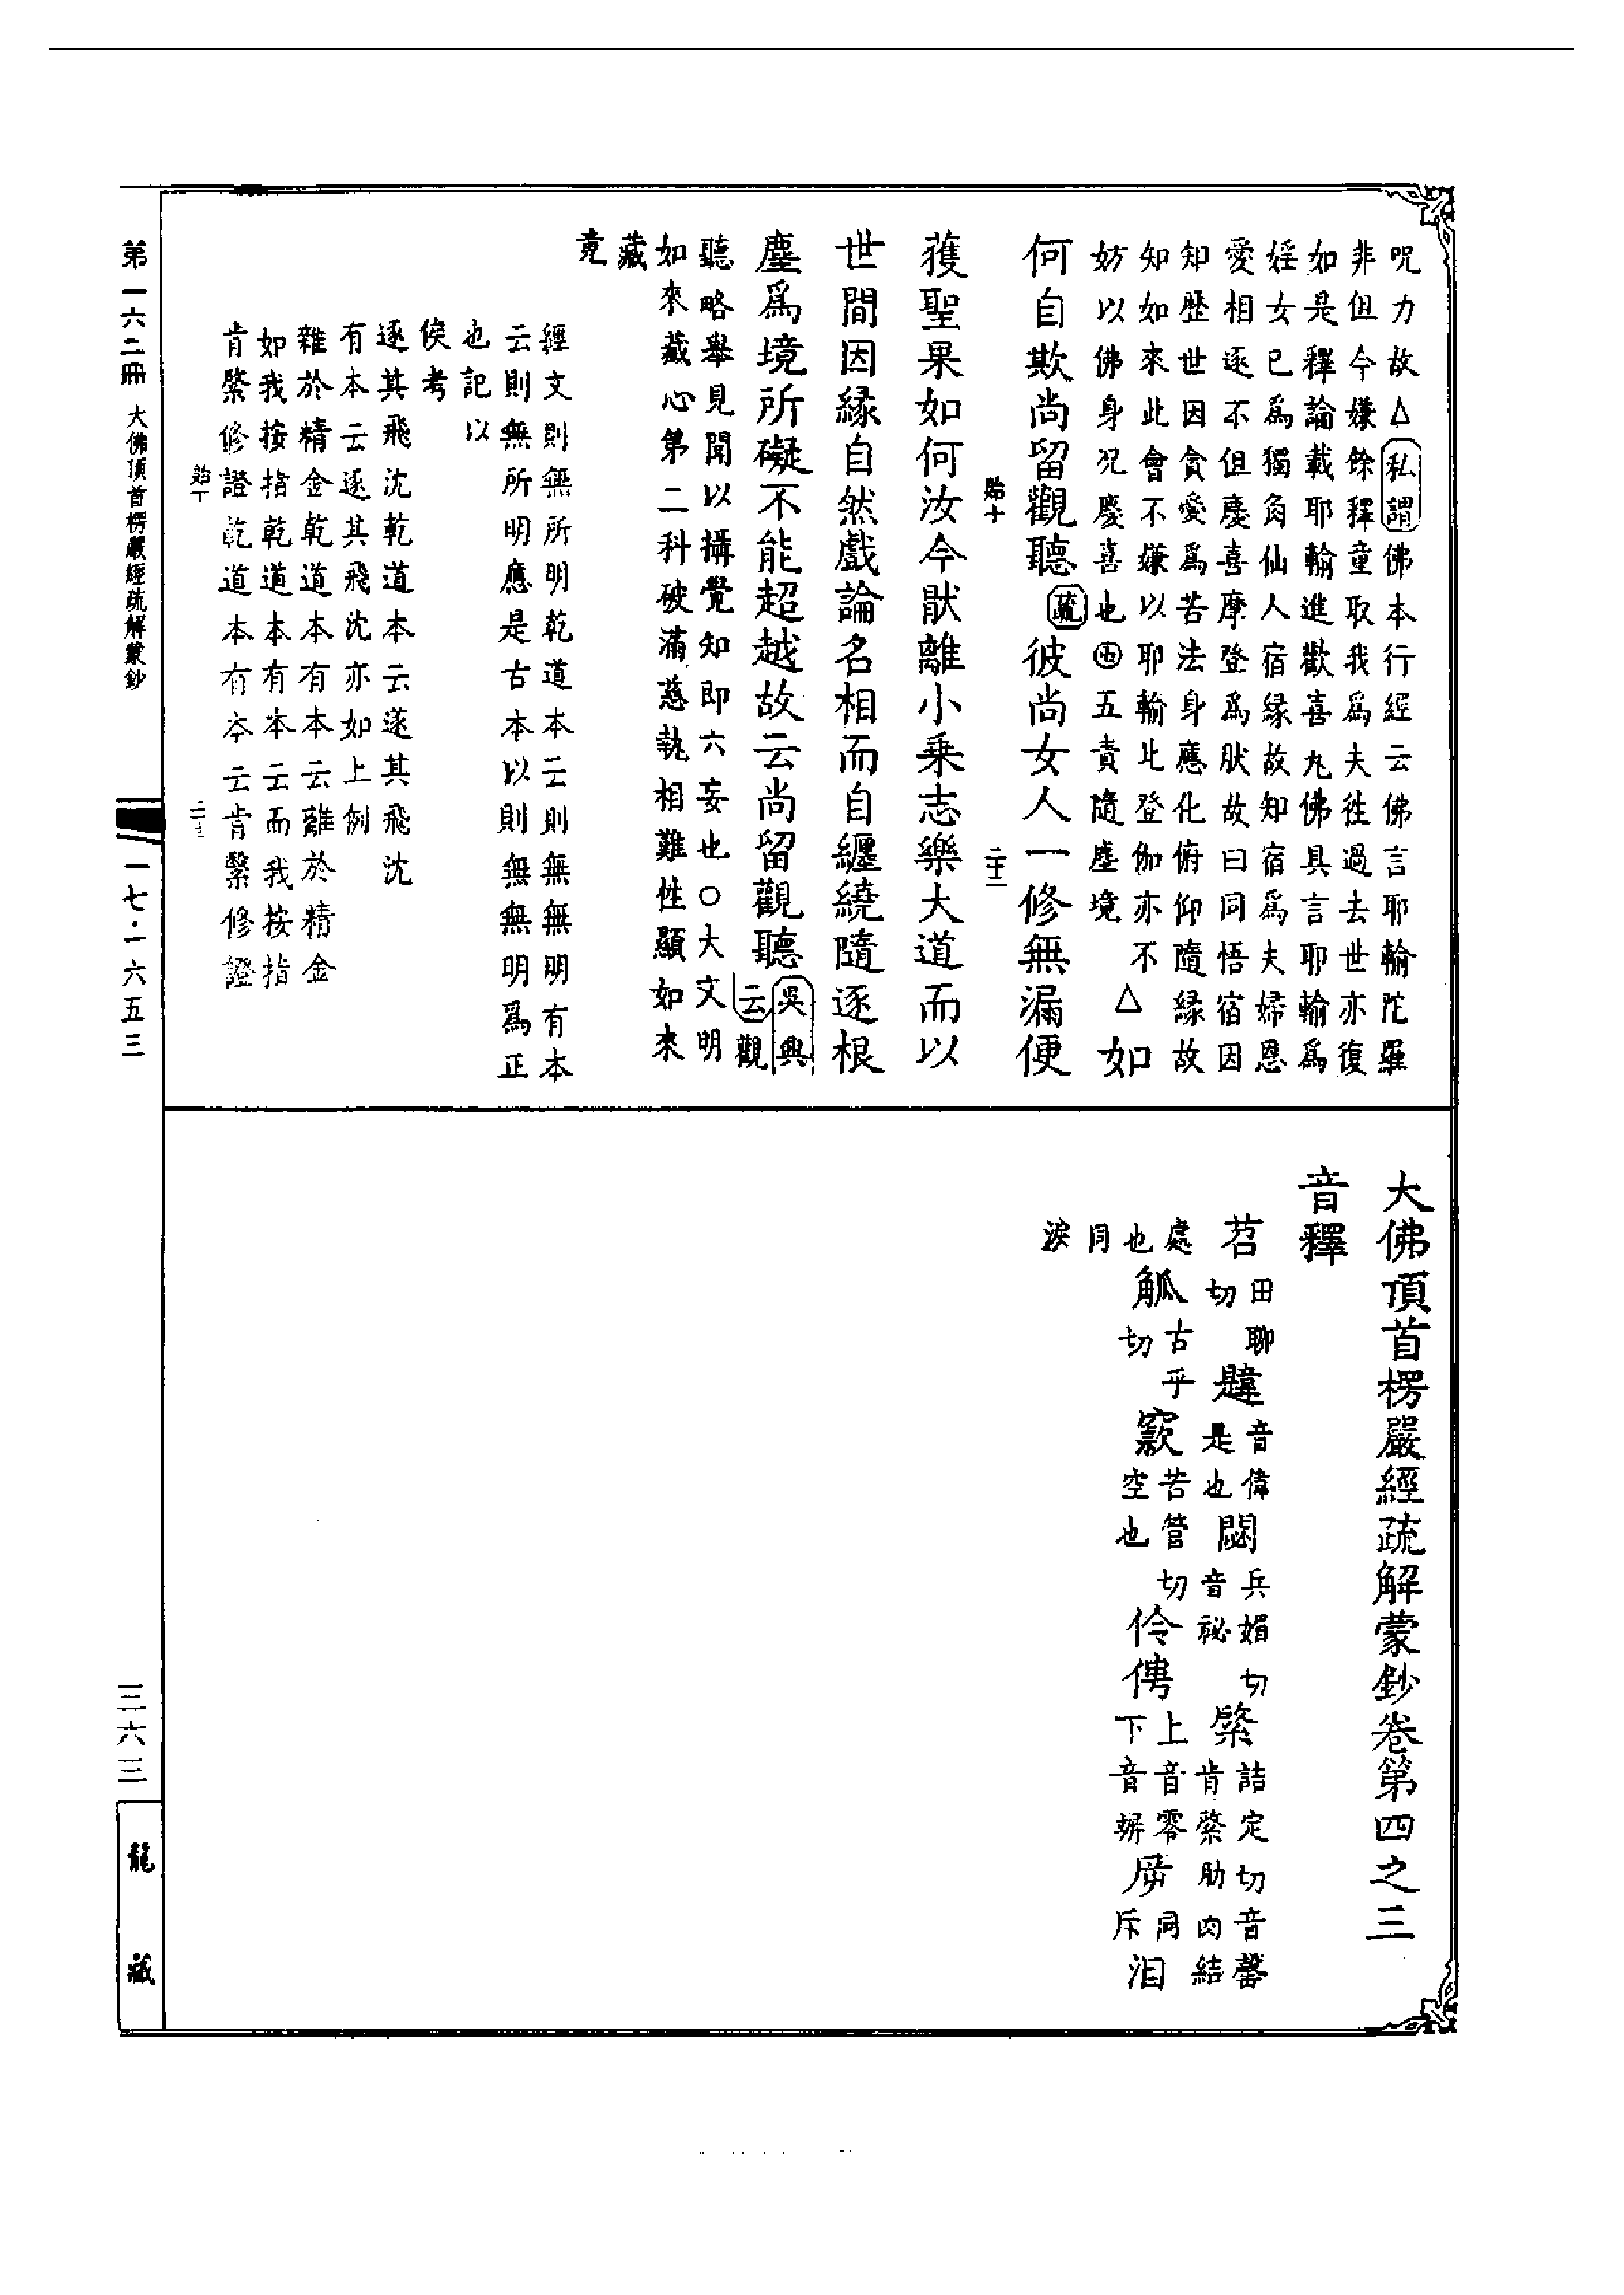 呪力故△私謂佛本行經云佛言耶輸陀羅
非但今嫌餘釋童取我爲夫徃過去世亦復
如是釋論載耶輸進歡喜丸佛具言耶輸爲
婬女已爲獨角仙人宿緣故知宿爲夫婦恩
愛相逐不但慶喜摩登爲肰故曰同悟宿因
知歷世因貪愛爲苦法身應化俯仰隨緣故
知如來此會不嫌以耶輸比登伽亦不
妨以佛身况慶喜也㊄五責隨塵境△如
何自欺尚留觀聽疏彼尚女人一修無漏便
貽十 二十二
蒦聖果如何汝今猒離小乘志樂大道而以
世間因緣自然戲論名相而自纏繞隨逐根
塵爲境所礙不能超越故云尚留觀聽吳興云觀
聽略舉見聞以攝覺知即六妄也○大文明
如來藏心第二科破滿慈執相難性顯如來
藏
竟
經文則無所明乾道本云則無無明有本
云則無所明應是古本以則無無明爲正
也記以
俟考
逐其飛沈乾道本云遂其飛沈
有本云逐其飛沈亦如上例
雜於精金乾道本有本云離於精金
如我按指乾道本有本云而我按指
肯綮修證乾道本有本云肯綮修證
大佛頂首楞嚴經疏解蒙鈔卷第四之三
音釋
苕田聊切韙音偉是也閟兵媚切音祕綮詰定切音罄肯綮肋肉結
處也觚古乎切窾苦管切空也伶俜上音零下音竮㡿同斥汨
同淚
第一六二冊 大佛頂首楞嚴經疏解蒙鈔 一七·一六五三
三六三
龍藏